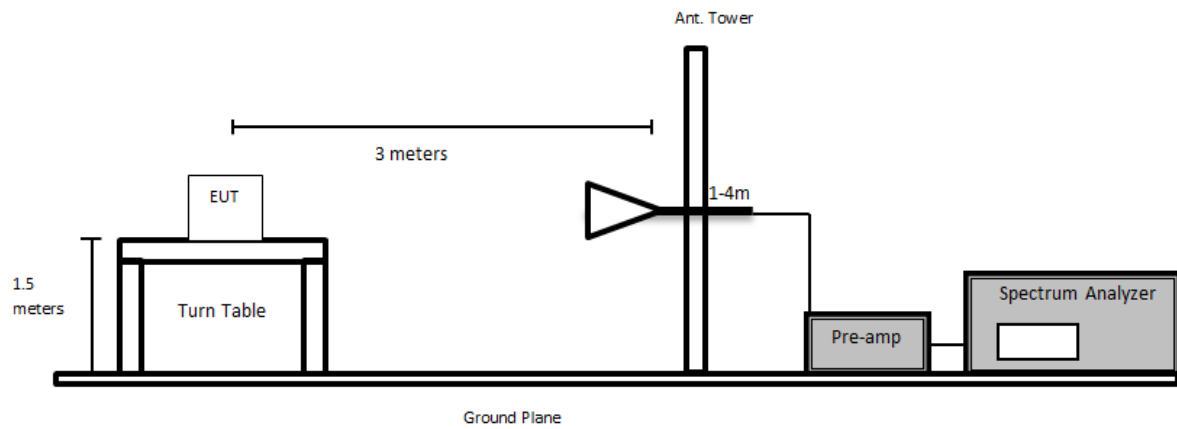 Ant. Tower
3 meters
EUT
1-4m
1.5
meters
Turn Table
Spectrum Analyzer
Pre-amp
Ground Plane